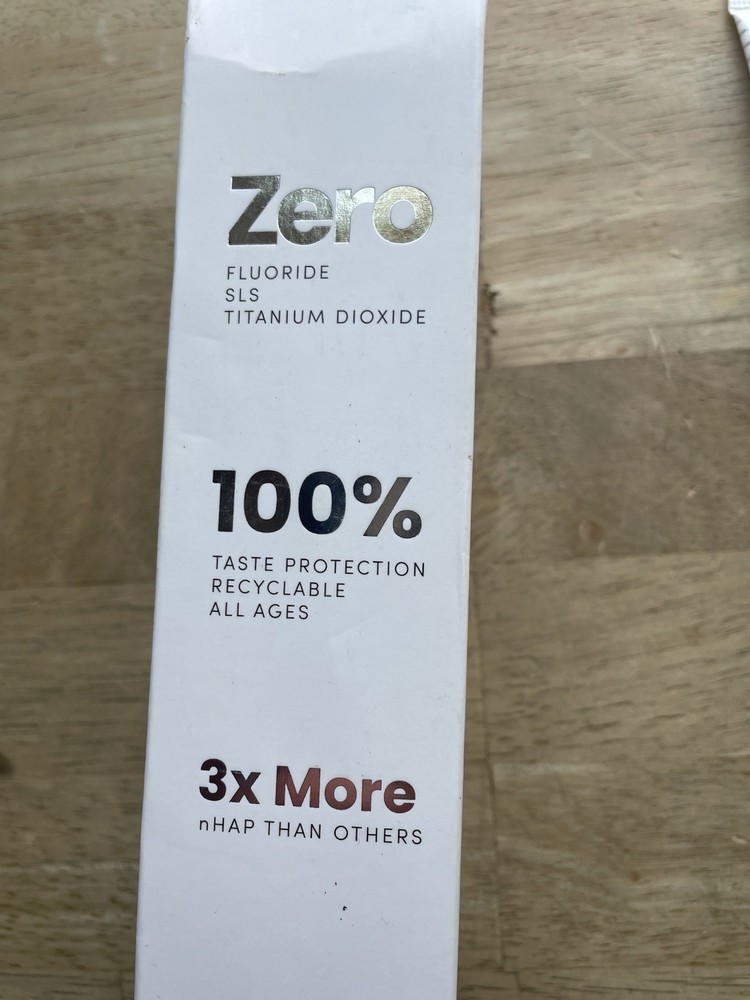 Zero
FLUORIDE
SLS
TITANIUM DIOXIDE
100%
TASTE PROTECTION
RECYCLABLE
ALL AGES
3x More
nHAP THAN OTHERS